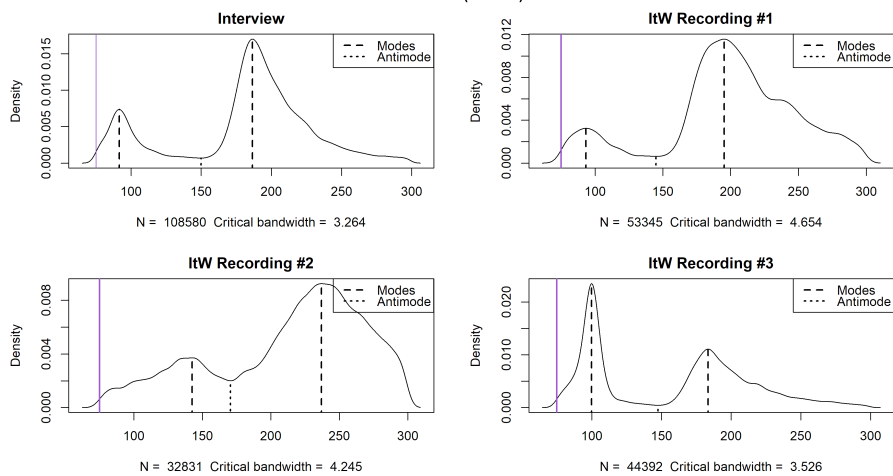 Interview
Density
0.000 0.005 0.010 0.015
Modes
Antimode
100 150 200 250 300
N = 108580 Critical bandwidth = 3.264
ItW Recording #1
Density
0.000 0.004 0.008 0.012
Modes
Antimode
100 150 200 250 300
N = 53345 Critical bandwidth = 4.654
ItW Recording #2
Density
0.000 0.004 0.008
Modes
Antimode
100 150 200 250 300
N = 32831 Critical bandwidth = 4.245
ItW Recording #3
Density
0.000 0.010 0.020
Modes
Antimode
100 150 200 250 300
N = 44392 Critical bandwidth = 3.526